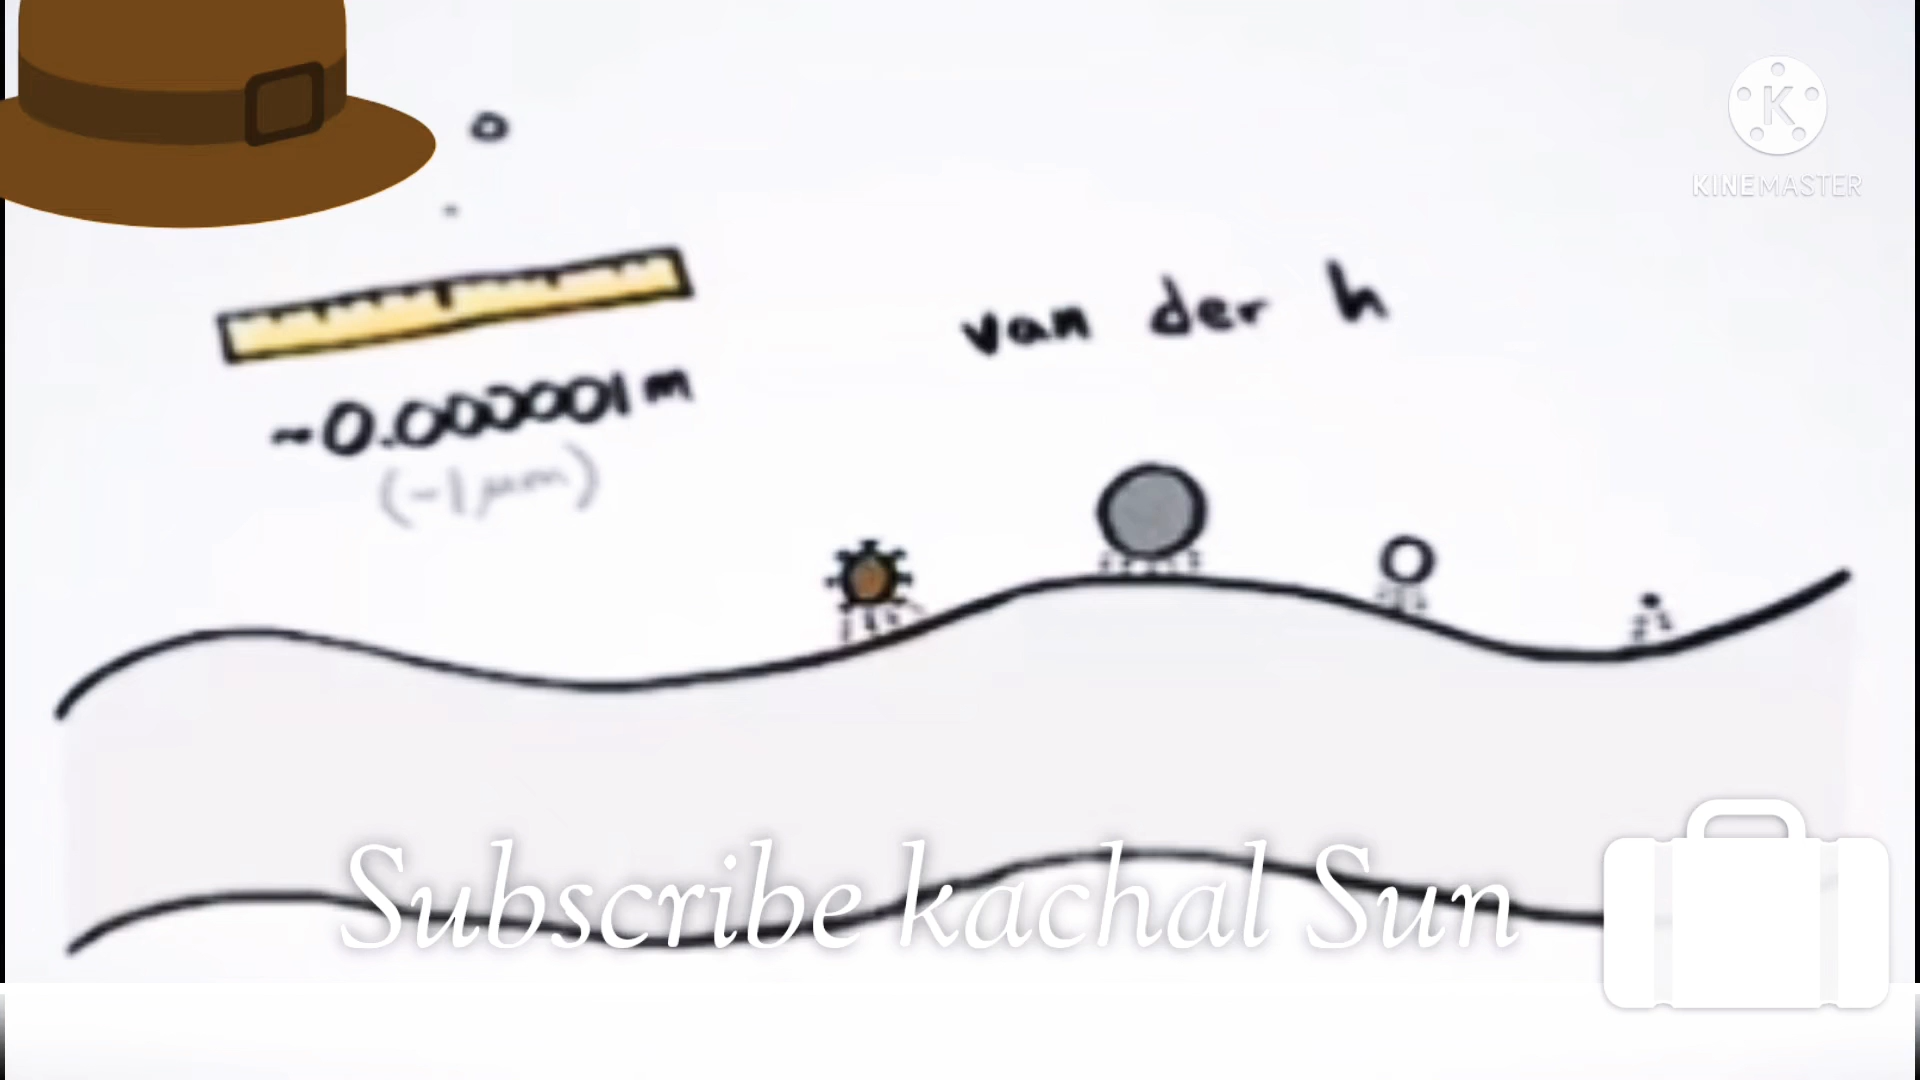 KINEMASTER
van der h
~0.000001m
(~1μm)
Subscribe kachal Sun